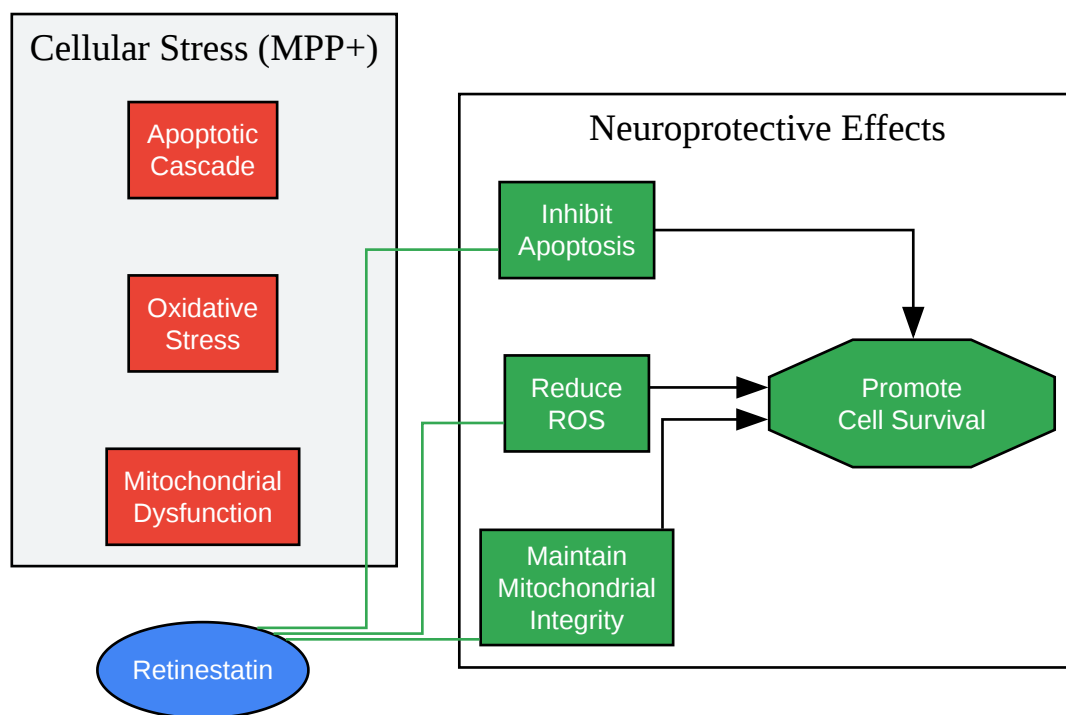 Cellular Stress (MPP+)
Apoptotic
Cascade
Oxidative
Stress
Mitochondrial
Dysfunction
Retinestatin
Neuroprotective Effects
Inhibit
Apoptosis
Reduce
ROS
Maintain
Mitochondrial
Integrity
Promote
Cell Survival